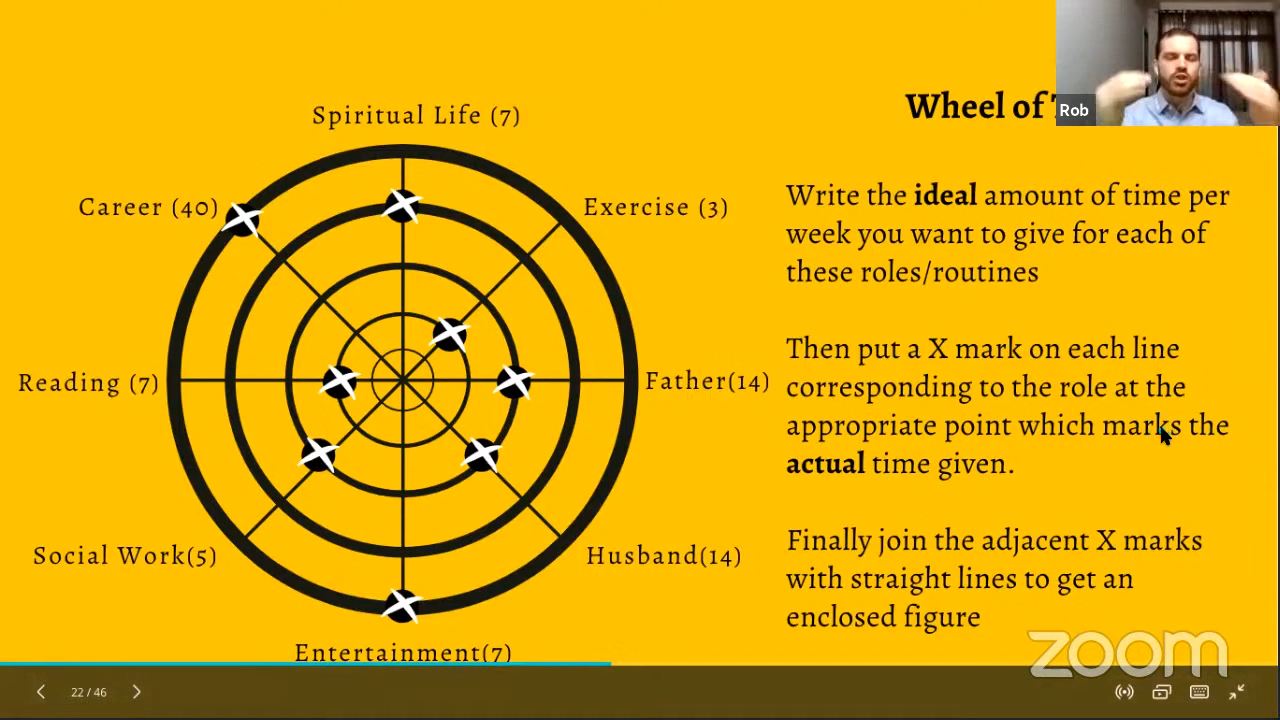 Spiritual Life (7)
Career (40)
Exercise (3)
Reading (7)
Father(14)
Social Work(5)
Husband(14)
Entertainment(7)
Wheel of
Rob
Write the ideal amount of time per
week you want to give for each of
these roles/routines
Then put a X mark on each line
corresponding to the role at the
appropriate point which marks the
actual time given.
Finally join the adjacent X marks
with straight lines to get an
enclosed figure
zoom
22 / 46